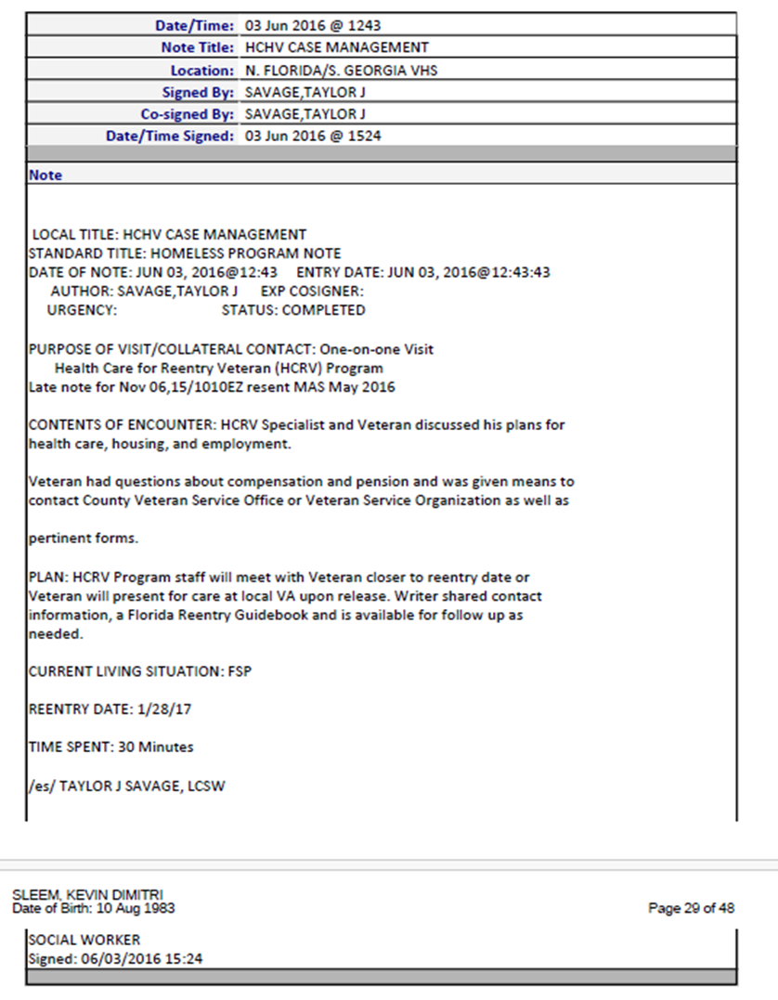 Date/Time: 03 Jun 2016 @ 1243
Note Title: HCHV CASE MANAGEMENT
Location: N. FLORIDA/S. GEORGIA VHS
Signed By: SAVAGE,TAYLOR J
Co-signed By: SAVAGE,TAYLOR J
Date/Time Signed: 03 Jun 2016 @ 1524
Note
LOCAL TITLE: HCHV CASE MANAGEMENT
STANDARD TITLE: HOMELESS PROGRAM NOTE
DATE OF NOTE: JUN 03, 2016@12:43 ENTRY DATE: JUN 03, 2016@12:43:43
AUTHOR: SAVAGE,TAYLOR J EXP COSIGNER:
URGENCY: STATUS: COMPLETED
PURPOSE OF VISIT/COLLATERAL CONTACT: One-on-one Visit
Health Care for Reentry Veteran (HCRV) Program
Late note for Nov 06,15/1010EZ resent MAS May 2016
CONTENTS OF ENCOUNTER: HCRV Specialist and Veteran discussed his plans for
health care, housing, and employment.
Veteran had questions about compensation and pension and was given means to
contact County Veteran Service Office or Veteran Service Organization as well as
pertinent forms.
PLAN: HCRV Program staff will meet with Veteran closer to reentry date or
Veteran will present for care at local VA upon release. Writer shared contact
information, a Florida Reentry Guidebook and is available for follow up as
needed.
CURRENT LIVING SITUATION: FSP
REENTRY DATE: 1/28/17
TIME SPENT: 30 Minutes
/es/ TAYLOR J SAVAGE, LCSW
SLEEM, KEVIN DIMITRI
Date of Birth: 10 Aug 1983 Page 29 of 48
SOCIAL WORKER
Signed: 06/03/2016 15:24